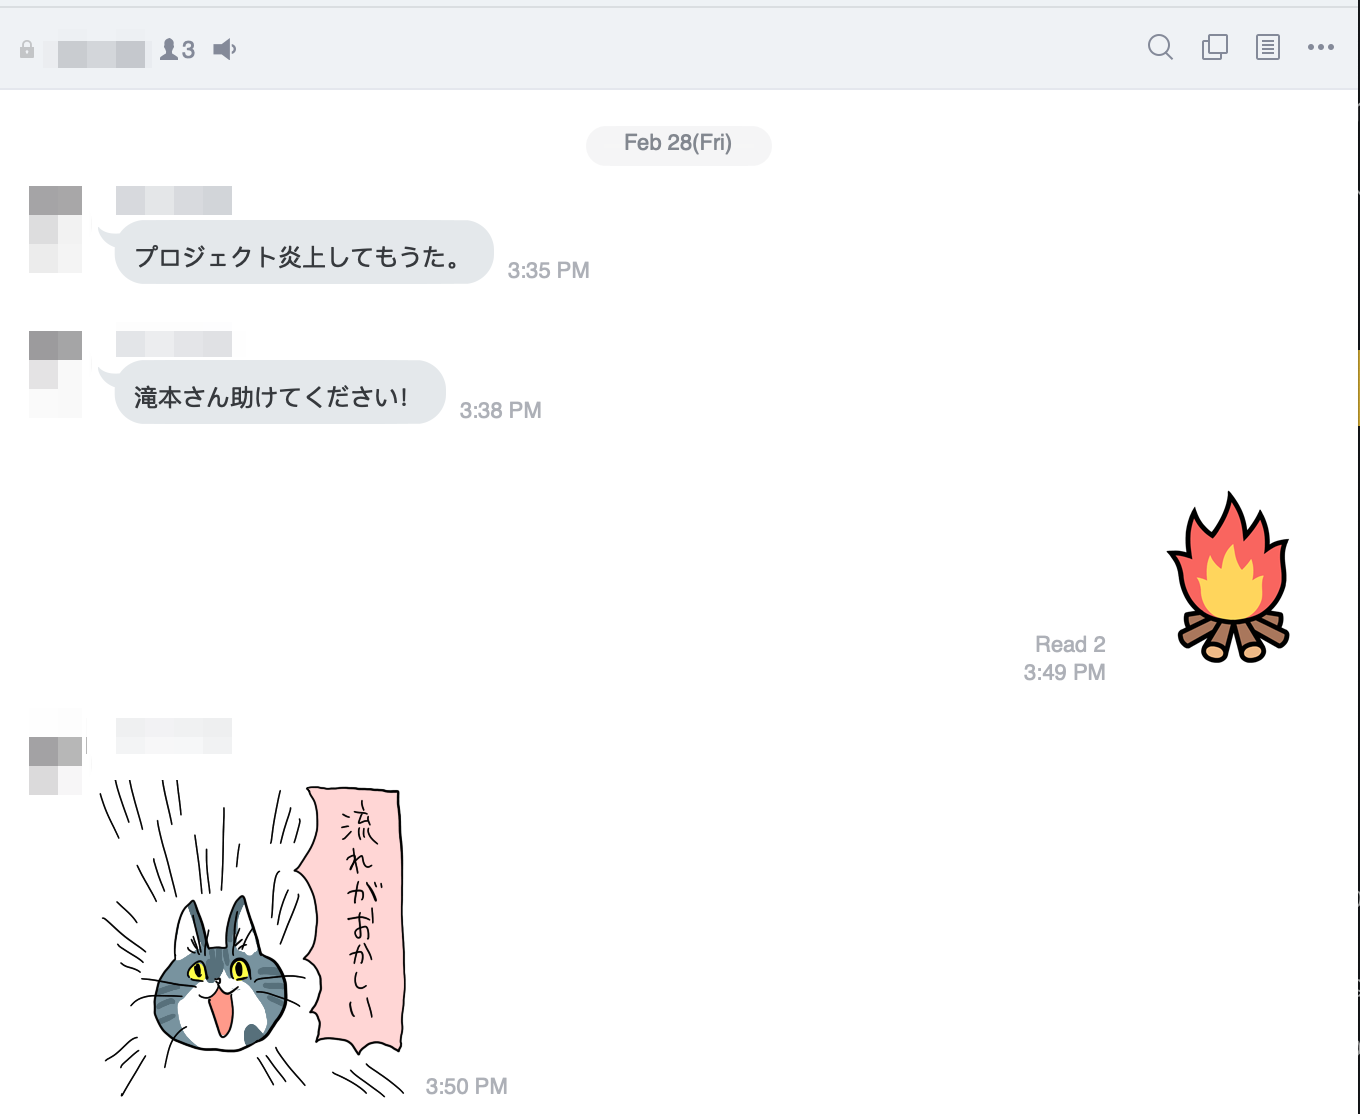 3
Feb 28(Fri)
プロジェクト炎上してもうた。
3:35 PM
滝本さん助けてください!
3:38 PM
Read 2
3:49 PM
流れがおかしい
3:50 PM